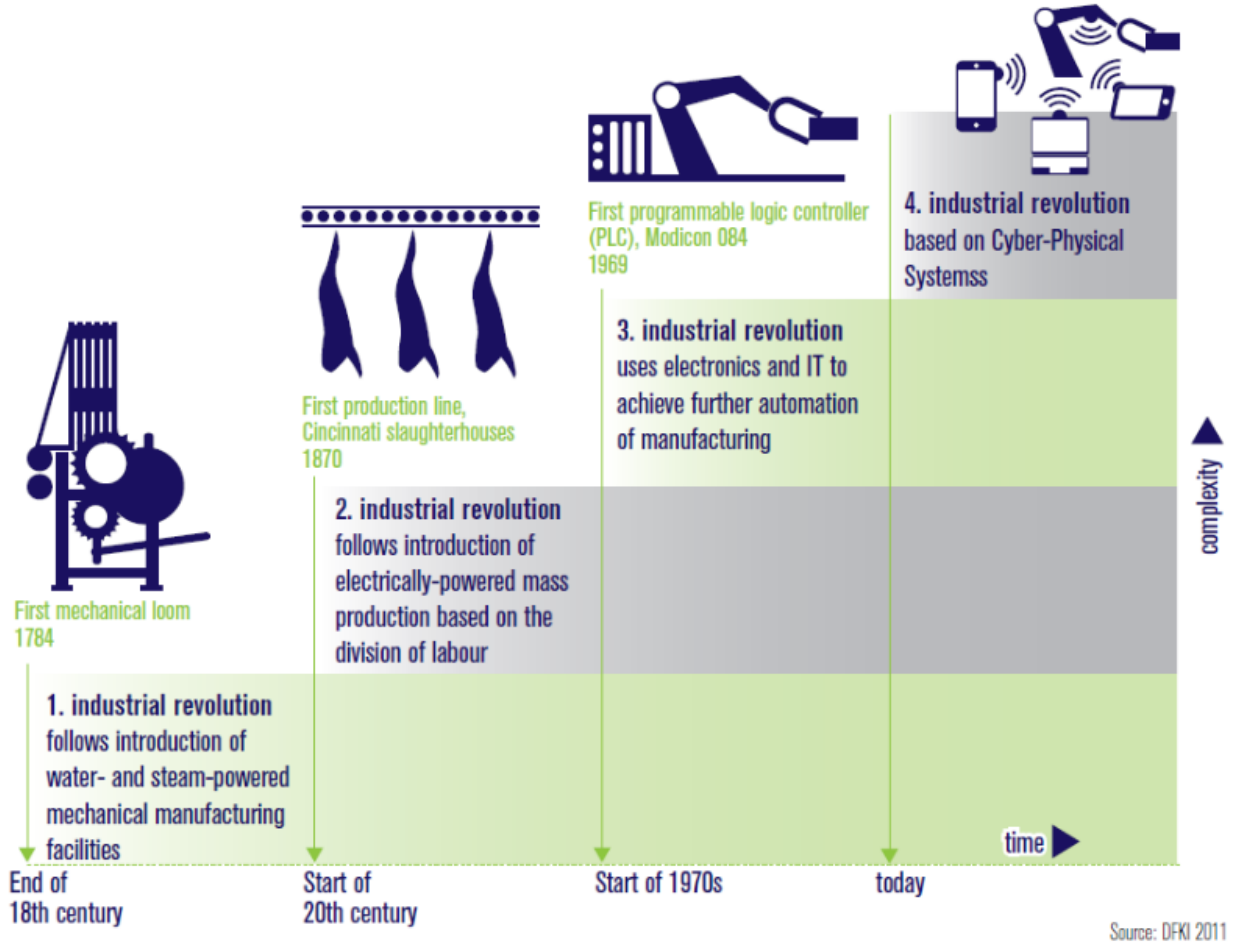 First mechanical loom
1784
First production line,
Cincinnati slaughterhouses
1870
First programmable logic controller
(PLC), Modicon 084
1969
4. industrial revolution
based on Cyber-Physical
Systemss
3. industrial revolution
uses electronics and IT to
achieve further automation
of manufacturing
2. industrial revolution
follows introduction of
electrically-powered mass
production based on the
division of labour
1. industrial revolution
follows introduction of
water- and steam-powered
mechanical manufacturing
facilities
complexity
time
End of
18th century
Start of
20th century
Start of 1970s
today
Source: DFKI 2011